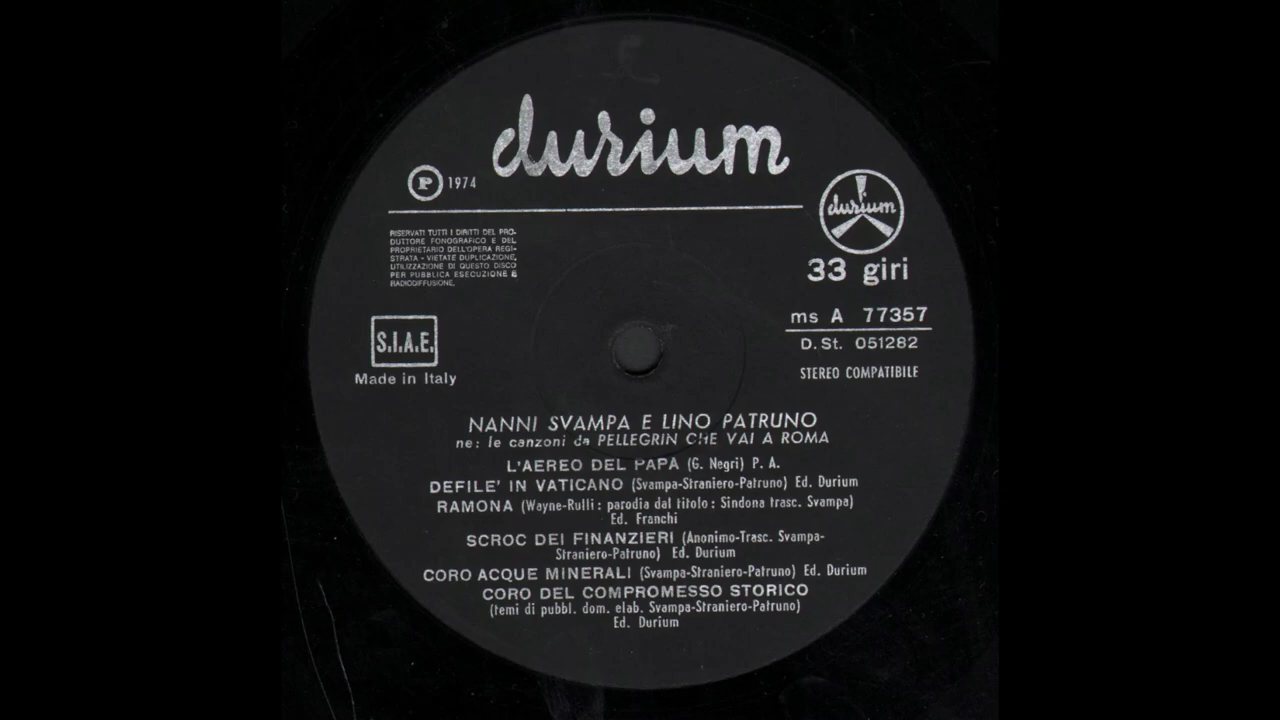 durium
P 1974
RISERVATI TUTTI I DIRITTI DEL PRO-
DUTTORE FONOGRAFICO E DEL
PROPRIETARIO DELL'OPERA REGI-
STRATA - VIETATE DUPLICAZIONE,
UTILIZZAZIONE DI QUESTO DISCO
PER PUBBLICA ESECUZIONE E
RADIODIFFUSIONE.
durium
33 giri
ms A 77357
D. St. 051282
STEREO COMPATIBILE
S.I.A.E.
Made in Italy
NANNI SVAMPA E LINO PATRUNO
ne: le canzoni da PELLEGRIN CHE VAI A ROMA
L'AEREO DEL PAPA (G. Negri) P. A.
DEFILE' IN VATICANO (Svampa-Straniero-Patruno) Ed. Durium
RAMONA (Wayne-Rulli: parodia dal titolo: Sindona trasc. Svampa)
Ed. Franchi
SCROC DEI FINANZIERI (Anonimo-Trasc. Svampa-
Straniero-Patruno) Ed. Durium
CORO ACQUE MINERALI (Svampa-Straniero-Patruno) Ed. Durium
CORO DEL COMPROMESSO STORICO
(temi di pubbl. dom. elab. Svampa-Straniero-Patruno)
Ed. Durium